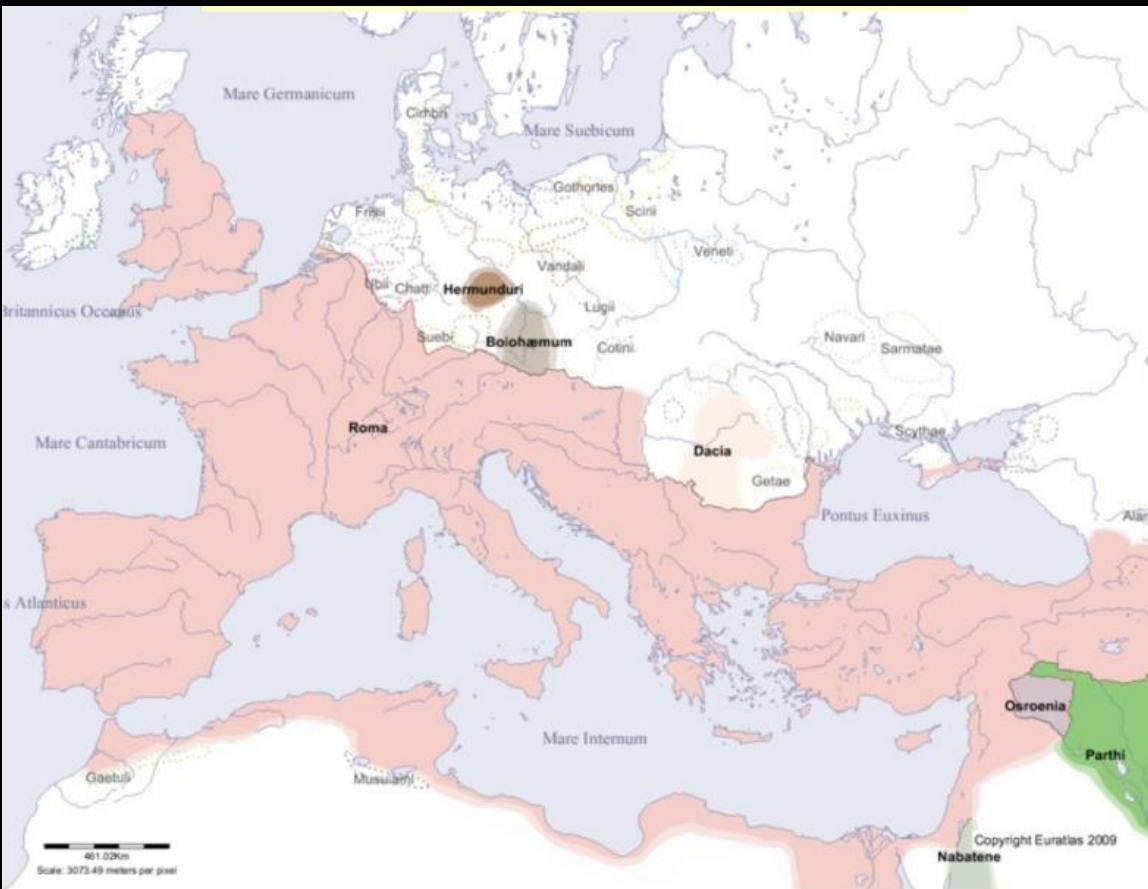 Mare Germanicum
Cimbri
Mare Suebicum
Gothones
Scirii
Frisii
Veneti
Vandali
Ubii
Chatti
Hermunduri
Lugii
Britannicus Oceanus
Suebi
Boiohæmum
Cotini
Navari
Sarmatae
Roma
Scythae
Mare Cantabricum
Dacia
Getae
Pontus Euxinus
Alan
s Atlanticus
Osroenia
Mare Internum
Parthi
Gaetuli
Musulamii
Copyright Euratlas 2009
461.02Km
Nabatene
Scale: 3073.49 meters per pixel